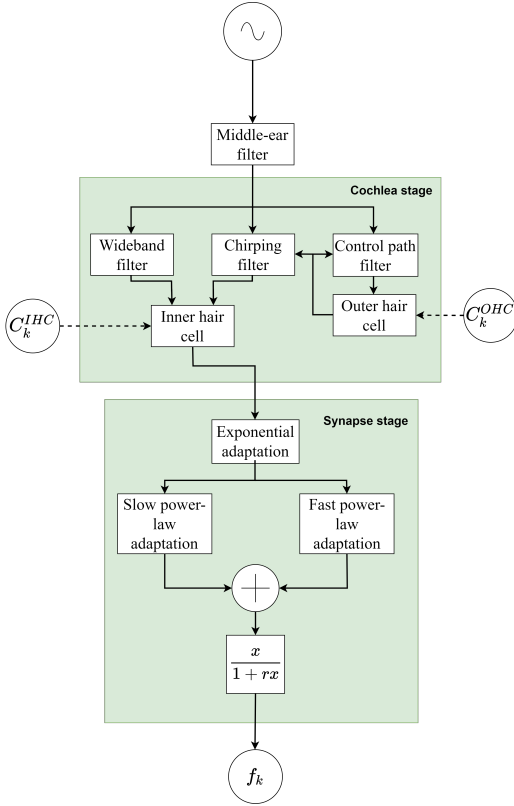 Middle-ear
filter
Cochlea stage
Wideband
filter
Chirping
filter
Control path
filter
C_k^{IHC}
Inner hair
cell
Outer hair
cell
C_k^{OHC}
Synapse stage
Exponential
adaptation
Slow power-
law
adaptation
Fast power-
law
adaptation
+
x
1 + rx
f_k